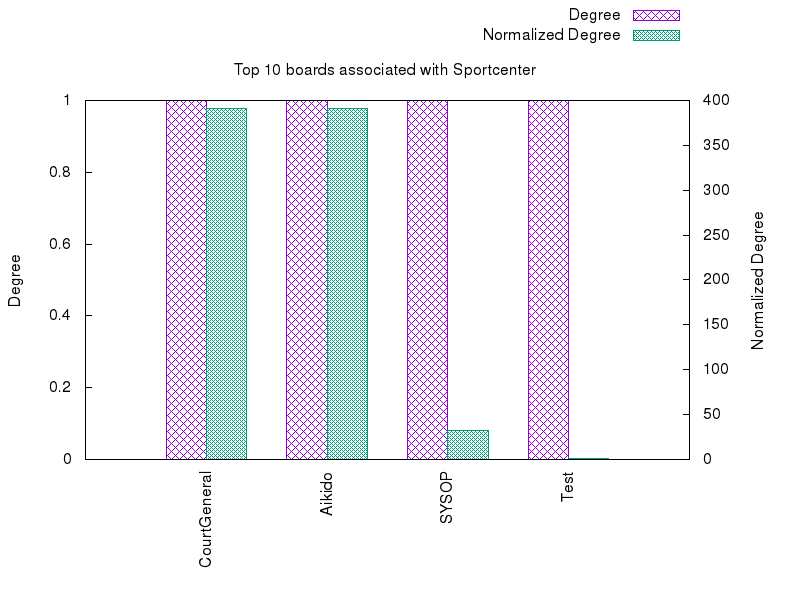 Degree
Normalized Degree
Top 10 boards associated with Sportcenter
1
0.8
0.6
0.4
0.2
0
400
350
300
250
200
150
100
50
0
Degree
Normalized Degree
CourtGeneral
Aikido
SYSOP
Test